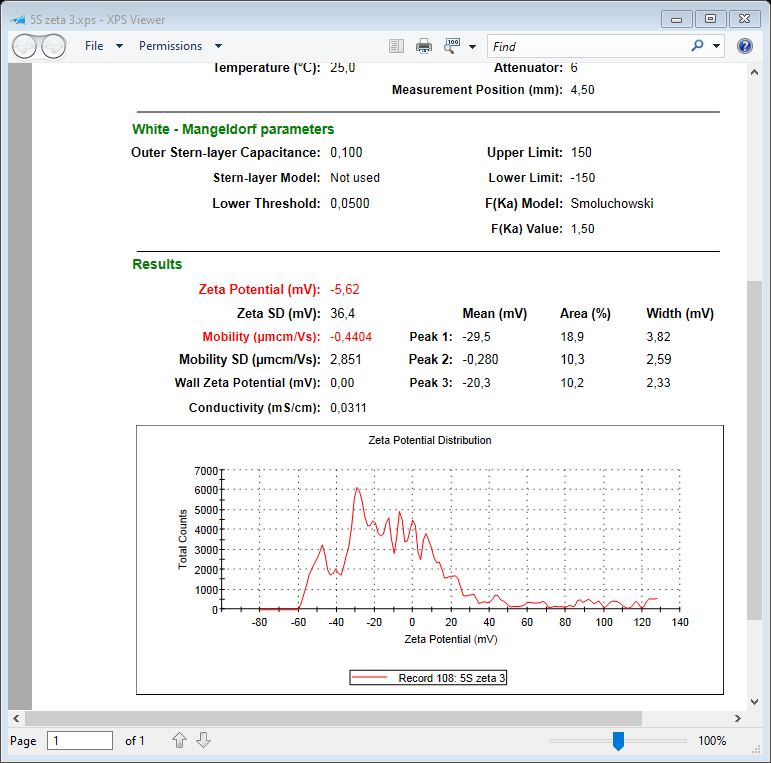 5S zeta 3.xps - XPS Viewer
File Permissions Find
Temperature (°C): 25,0 Attenuator: 6
Measurement Position (mm): 4,50
White - Mangeldorf parameters
Outer Stern-layer Capacitance: 0,100 Upper Limit: 150
Stern-layer Model: Not used Lower Limit: -150
Lower Threshold: 0,0500 F(Ka) Model: Smoluchowski
F(Ka) Value: 1,50
Results
Zeta Potential (mV): -5,62
Zeta SD (mV): 36,4 Mean (mV) Area (%) Width (mV)
Mobility (µmcm/Vs): -0,4404 Peak 1: -29,5 18,9 3,82
Mobility SD (µmcm/Vs): 2,851 Peak 2: -0,280 10,3 2,59
Wall Zeta Potential (mV): 0,00 Peak 3: -20,3 10,2 2,33
Conductivity (mS/cm): 0,0311
Zeta Potential Distribution
7000
6000
5000
4000
3000
2000
1000
0
Total Counts
-80 -60 -40 -20 0 20 40 60 80 100 120 140
Zeta Potential (mV)
Record 108: 5S zeta 3
Page 1 of 1 100%